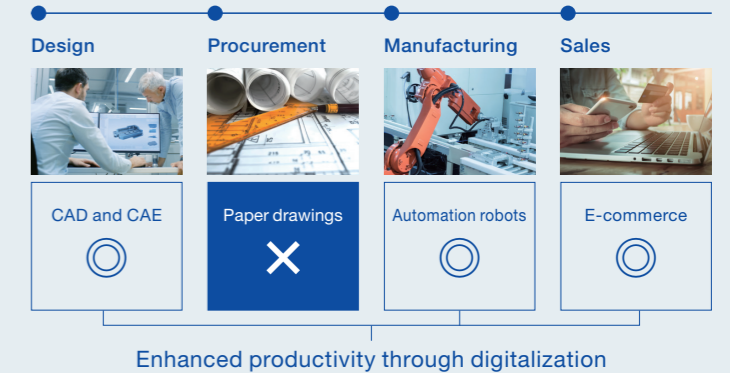 Design
Procurement
Manufacturing
Sales
CAD and CAE
Paper drawings
Automation robots
E-commerce
Enhanced productivity through digitalization